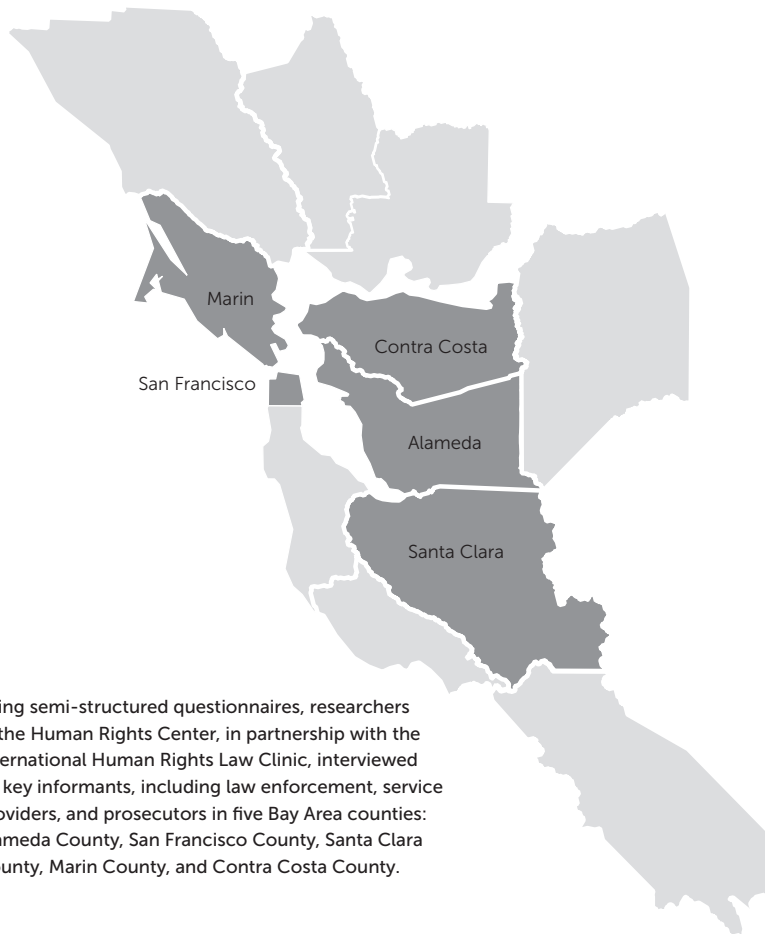 Marin
Contra Costa
San Francisco
Alameda
Santa Clara
ing semi-structured questionnaires, researchers
the Human Rights Center, in partnership with the
ernational Human Rights Law Clinic, interviewed
key informants, including law enforcement, service
oviders, and prosecutors in five Bay Area counties:
ameda County, San Francisco County, Santa Clara
ounty, Marin County, and Contra Costa County.